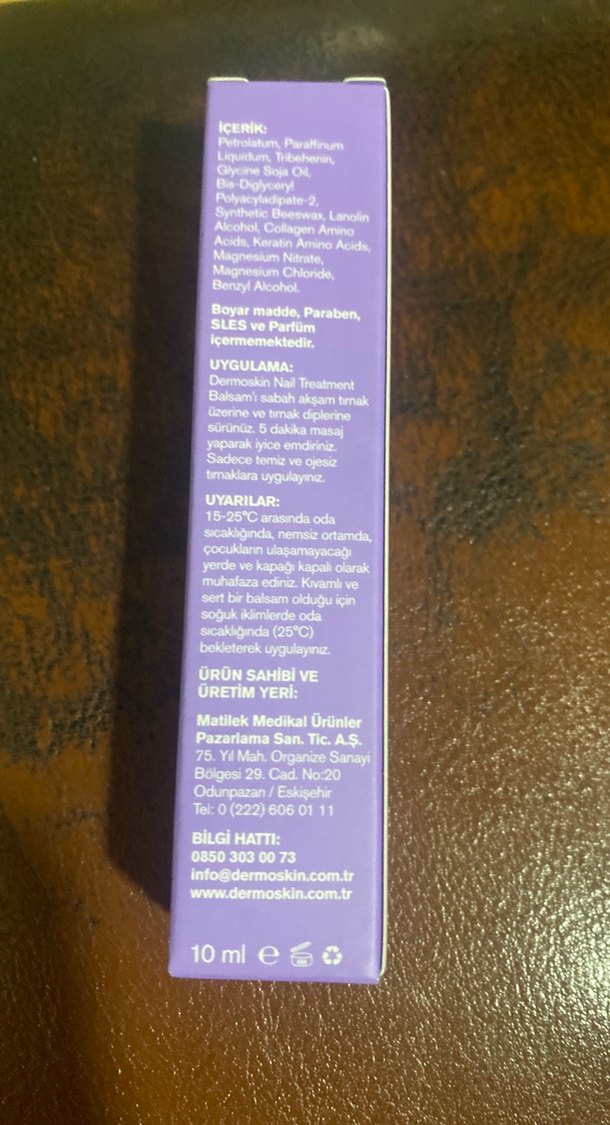 İÇERİK:
Petrolatum, Paraffinum
Liquidum, Tribehenin,
Glycine Soja Oil,
Bis-Diglyceryl
Polyacyladipate-2,
Synthetic Beeswax, Lanolin
Alcohol, Collagen Amino
Acids, Keratin Amino Acids,
Magnesium Nitrate,
Magnesium Chloride,
Benzyl Alcohol.
Boyar madde, Paraben,
SLES ve Parfüm
içermemektedir.
UYGULAMA:
Dermoskin Nail Treatment
Balsam'ı sabah akşam tırnak
üzerine ve tırnak diplerine
sürünüz. 5 dakika masaj
yaparak iyice emdiriniz.
Sadece temiz ve ojesiz
tırnaklara uygulayınız.
UYARILAR:
15-25°C arasında oda
sıcaklığında, nemsiz ortamda,
çocukların ulaşamayacağı
yerde ve kapağı kapalı olarak
muhafaza ediniz. Kıvamlı ve
sert bir balsam olduğu için
soğuk iklimlerde oda
sıcaklığında (25°C)
bekleterek uygulayınız.
ÜRÜN SAHİBİ VE
ÜRETİM YERİ:
Matilek Medikal Ürünler
Pazarlama San. Tic. A.Ş.
75. Yıl Mah. Organize Sanayi
Bölgesi 29. Cad. No:20
Odunpazarı / Eskişehir
Tel: 0 (222) 606 01 11
BİLGİ HATTI:
0850 303 00 73
info@dermoskin.com.tr
www.dermoskin.com.tr
10 ml ℮